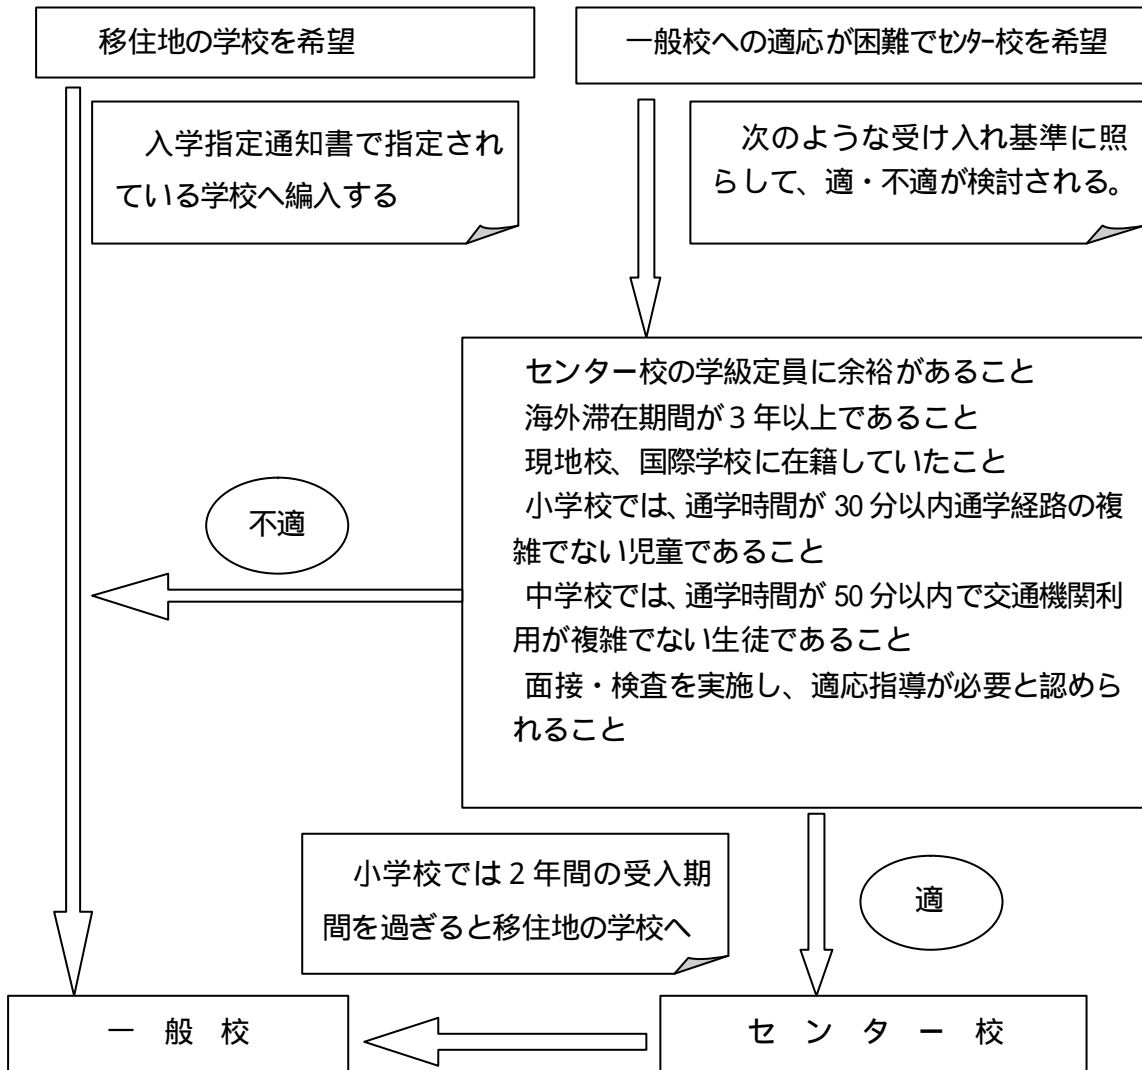 移住地の学校を希望
一般校への適応が困難でセンター校を希望
入学指定通知書で指定され
ている学校へ編入する
次のような受け入れ基準に照
らして、適・不適が検討される。
センター校の学級定員に余裕があること
海外滞在期間が3年以上であること
現地校、国際学校に在籍していたこと
小学校では、通学時間が30分以内通学経路の複
雑でない児童であること
中学校では、通学時間が50分以内で交通機関利
用が複雑でない生徒であること
面接・検査を実施し、適応指導が必要と認めら
れること
不適
小学校では2年間の受入期
間を過ぎると移住地の学校へ
適
一般校
センター校